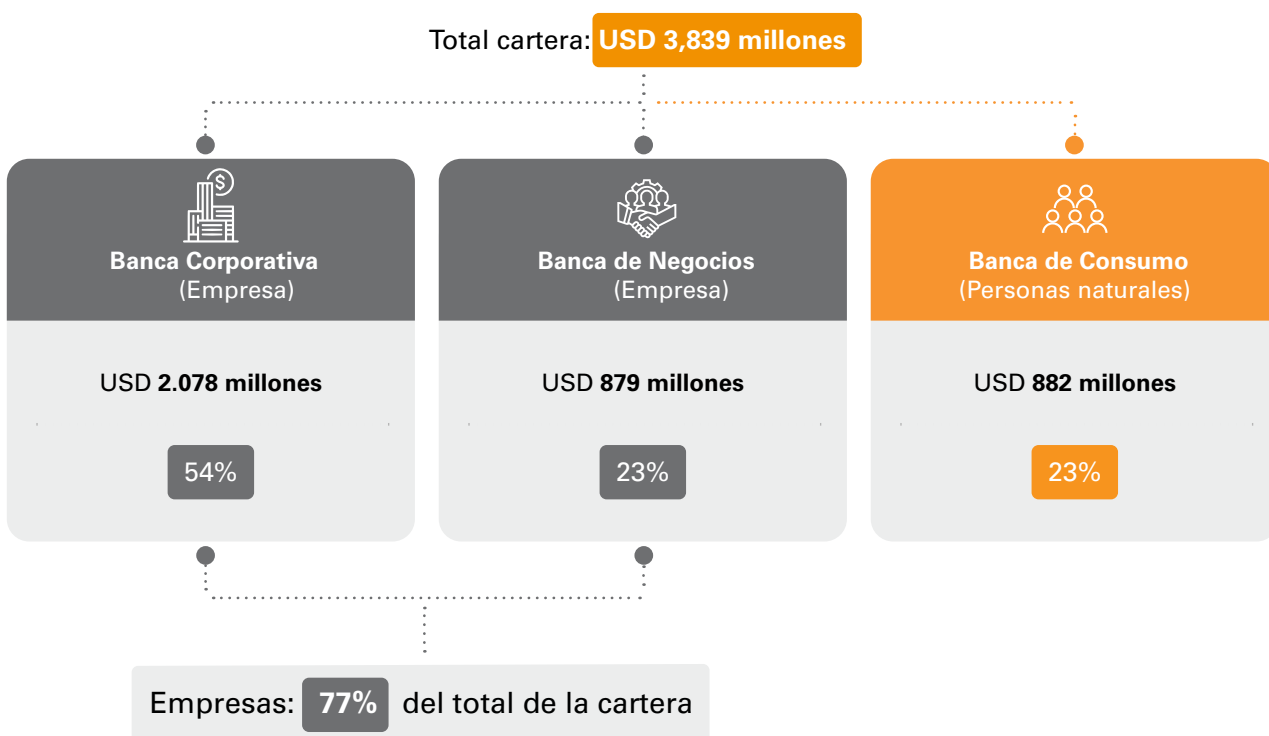 Total cartera: USD 3,839 millones
$
Banca Corporativa
(Empresa)
USD 2.078 millones
54%
Banca de Negocios
(Empresa)
USD 879 millones
23%
Banca de Consumo
(Personas naturales)
USD 882 millones
23%
Empresas: 77% del total de la cartera